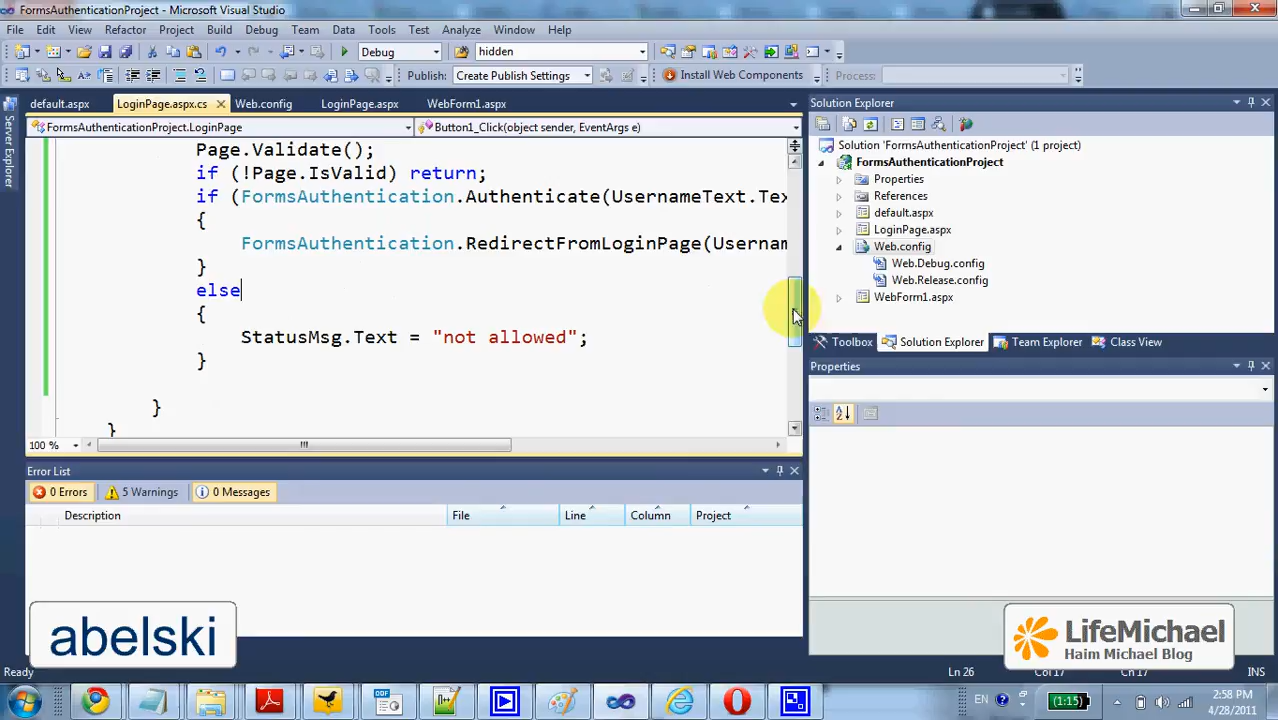 FormsAuthenticationProject - Microsoft Visual Studio
File Edit View Refactor Project Build Debug Team Data Tools Test Architecture Analyze Window Help
Debug hidden
Publish: Create Publish Settings Install Web Components Process:
default.aspx LoginPage.aspx.cs Web.config LoginPage.aspx WebForm1.aspx
Server Explorer
FormsAuthenticationProject.LoginPage Button1_Click(object sender, EventArgs e)
Page.Validate();
if (!Page.IsValid) return;
if (FormsAuthentication.Authenticate(UsernameText.Tex
{
FormsAuthentication.RedirectFromLoginPage(Usernam
}
else
{
StatusMsg.Text = "not allowed";
}
}
}
100 %
Solution Explorer
Solution 'FormsAuthenticationProject' (1 project)
FormsAuthenticationProject
Properties
References
default.aspx
LoginPage.aspx
Web.config
Web.Debug.config
Web.Release.config
WebForm1.aspx
Toolbox Solution Explorer Team Explorer Class View
Properties
Error List
0 Errors 5 Warnings 0 Messages
Description File Line Column Project
abelski
LifeMichael
Haim Michael Blog
Ready Ln 26 Col 17 Ch 17 INS
EN (1:15) 2:58 PM
4/28/2011